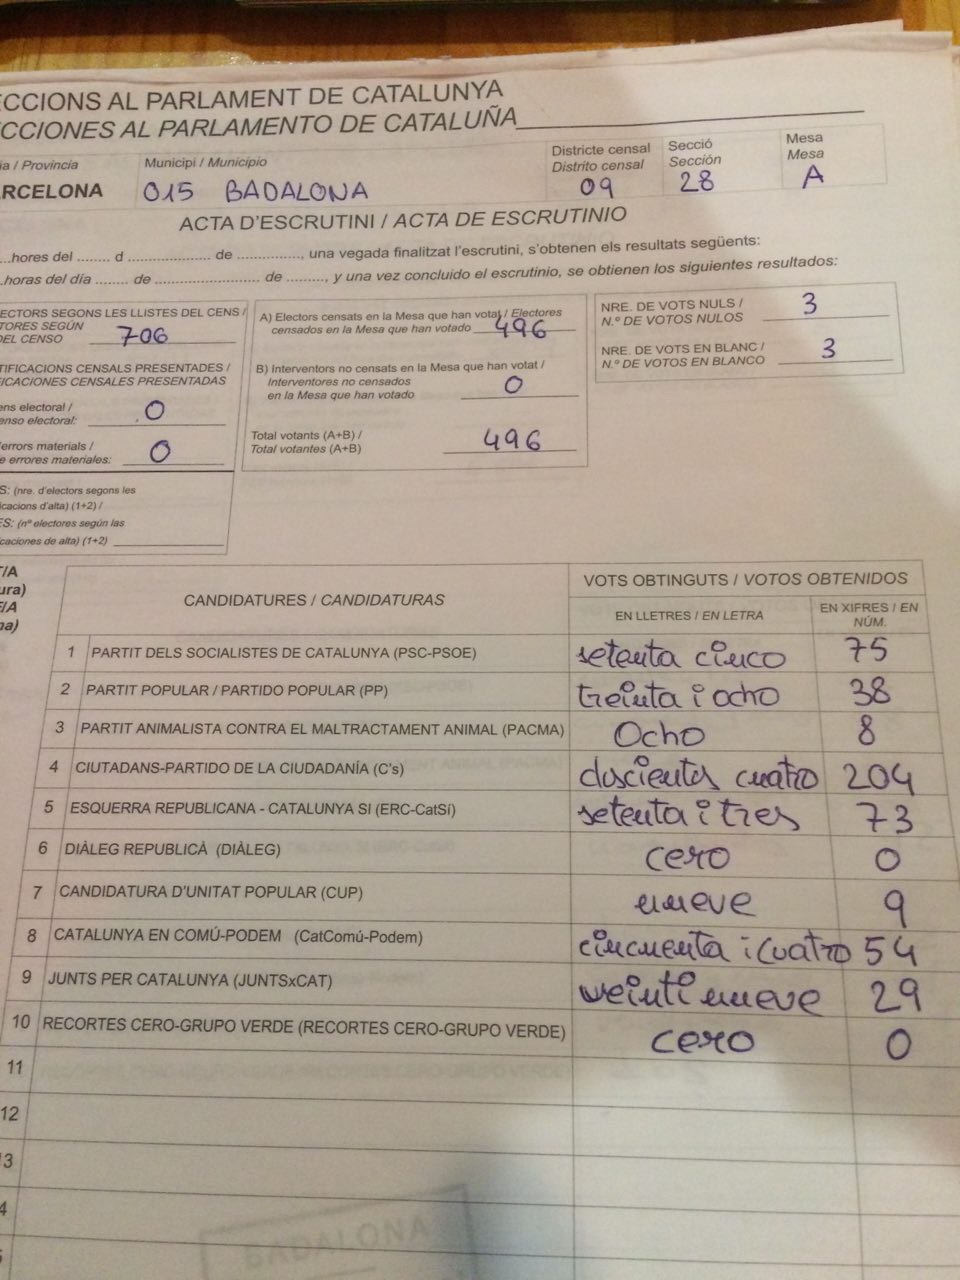 CCIONS AL PARLAMENT DE CATALUNYA
CCIONES AL PARLAMENTO DE CATALUÑA
ia / Provincia
Municipi / Municipio
Districte censal
Distrito censal
Secció
Sección
Mesa
Mesa
RCELONA
015 BADALONA
09
28
A
ACTA D'ESCRUTINI / ACTA DE ESCRUTINIO
...hores del ........ d .................... de ................, una vegada finalitzat l'escrutini, s'obtenen els resultats següents:
..horas del día ........ de .......................... de ........., y una vez concluido el escrutinio, se obtienen los siguientes resultados:
ECTORS SEGONS LES LLISTES DEL CENS /
TORES SEGÚN
DEL CENSO 706
TIFICACIONS CENSALS PRESENTADES /
FICACIONES CENSALES PRESENTADAS
ens electoral /
enso electoral: 0
errors materials /
e errores materiales: 0
S: (nre. d'electors segons les
icacions d'alta) (1+2) /
ES: (nº electores según las
icaciones de alta) (1+2)
A) Electors censats en la Mesa que han votat / Electores
censados en la Mesa que han votado 496
B) Interventors no censats en la Mesa que han votat /
Interventores no censados
en la Mesa que han votado 0
Total votants (A+B) /
Total votantes (A+B) 496
NRE. DE VOTS NULS /
N.º DE VOTOS NULOS 3
NRE. DE VOTS EN BLANC /
N.º DE VOTOS EN BLANCO 3
T/A
ura)
F/A
na)
CANDIDATURES / CANDIDATURAS
VOTS OBTINGUTS / VOTOS OBTENIDOS
EN LLETRES / EN LETRA
EN XIFRES / EN
NÚM.
1 PARTIT DELS SOCIALISTES DE CATALUNYA (PSC-PSOE) setenta cinco 75
2 PARTIT POPULAR / PARTIDO POPULAR (PP) treinta i ocho 38
3 PARTIT ANIMALISTA CONTRA EL MALTRACTAMENT ANIMAL (PACMA) Ocho 8
4 CIUTADANS-PARTIDO DE LA CIUDADANÍA (C's) doscientos cuatro 204
5 ESQUERRA REPUBLICANA - CATALUNYA SI (ERC-CatSí) setenta i tres 73
6 DIÀLEG REPUBLICÀ (DIÀLEG) cero 0
7 CANDIDATURA D'UNITAT POPULAR (CUP) nueve 9
8 CATALUNYA EN COMÚ-PODEM (CatComú-Podem) cincuenta i cuatro 54
9 JUNTS PER CATALUNYA (JUNTSxCAT) veinti nueve 29
10 RECORTES CERO-GRUPO VERDE (RECORTES CERO-GRUPO VERDE) cero 0
11
12
3
4
5
BADALONA